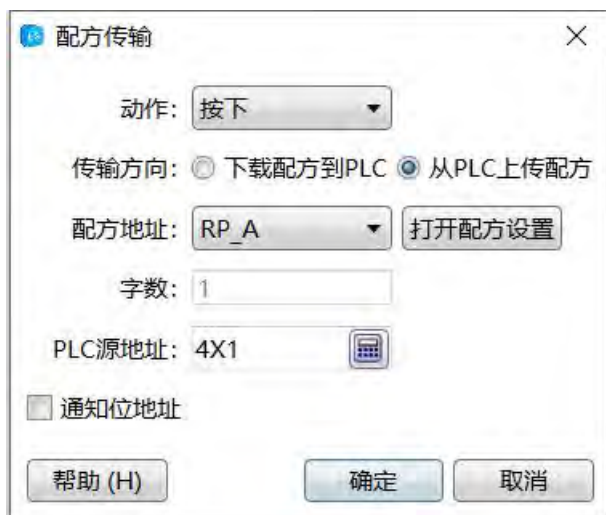 配方传输
动作: 按下
传输方向: 下载配方到PLC 从PLC上传配方
配方地址: RP_A 打开配方设置
字数: 1
PLC源地址: 4X1
通知位地址
帮助 (H) 确定 取消